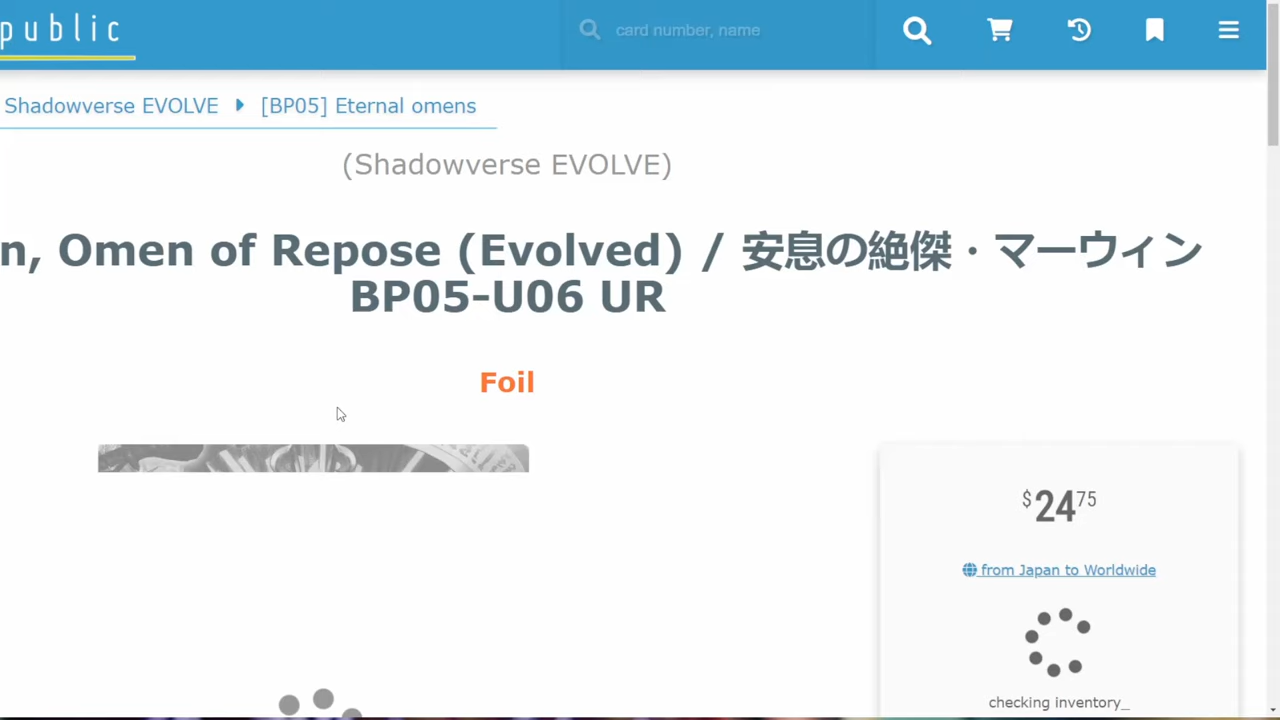 public
card number, name
Shadowverse EVOLVE [BP05] Eternal omens
(Shadowverse EVOLVE)
n, Omen of Repose (Evolved) / 安息の絶傑・マーウィン
BP05-U06 UR
Foil
$24 75
from Japan to Worldwide
checking inventory_